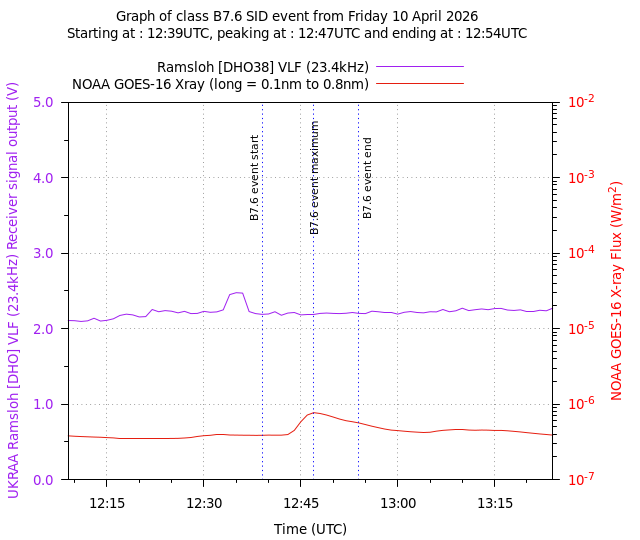 Graph of class B7.6 SID event from Friday 10 April 2026
Starting at : 12:39UTC, peaking at : 12:47UTC and ending at : 12:54UTC
Ramsloh [DHO38] VLF (23.4kHz)
NOAA GOES-16 Xray (long = 0.1nm to 0.8nm)
UKRAA Ramsloh [DHO] VLF (23.4kHz) Receiver signal output (V)
5.0
4.0
3.0
2.0
1.0
0.0
B7.6 event start
B7.6 event maximum
B7.6 event end
10-2
10-3
10-4
10-5
10-6
10-7
NOAA GOES-16 X-ray Flux (W/m²)
12:15 12:30 12:45 13:00 13:15
Time (UTC)